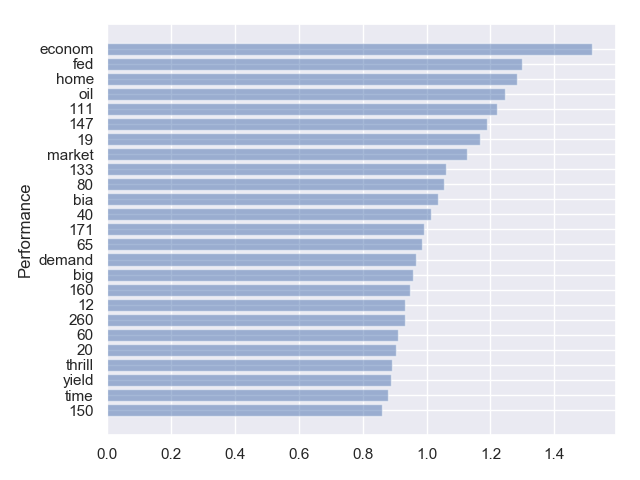 econom
fed
home
oil
111
147
19
market
133
80
bia
40
171
65
demand
big
160
12
260
60
20
thrill
yield
time
150
Performance
0.0 0.2 0.4 0.6 0.8 1.0 1.2 1.4